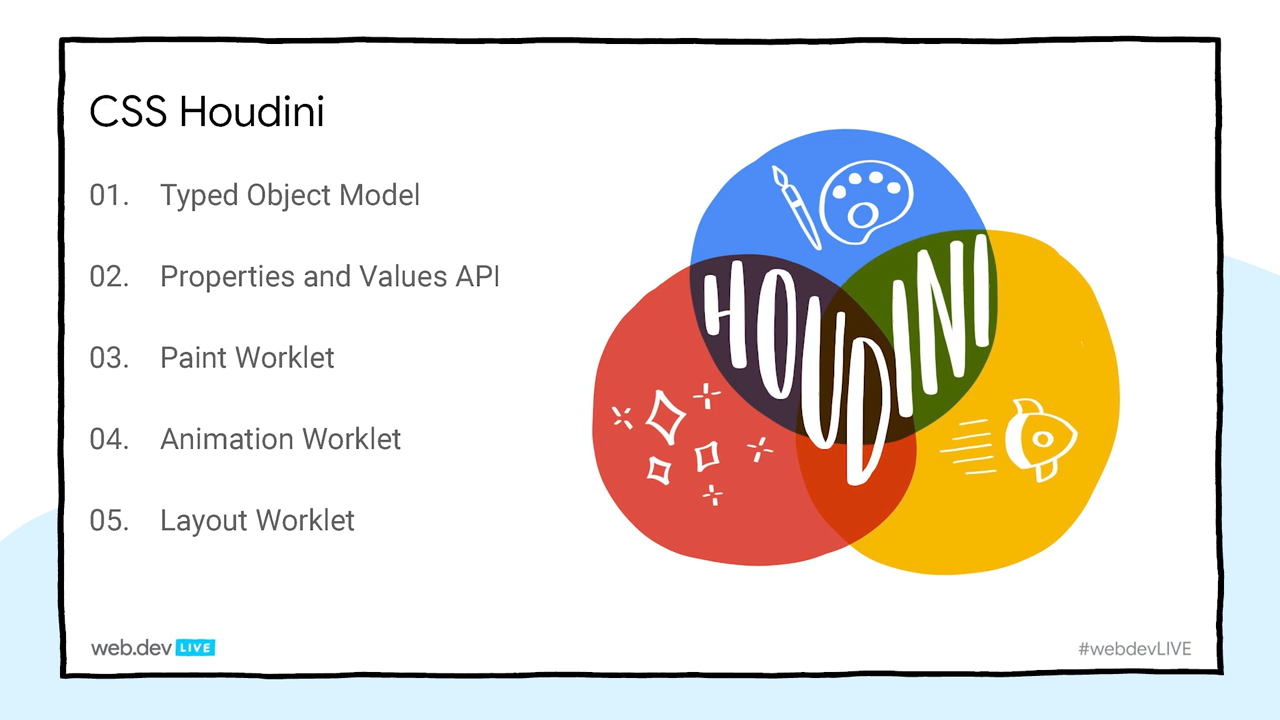 CSS Houdini
01. Typed Object Model
02. Properties and Values API
03. Paint Worklet
04. Animation Worklet
05. Layout Worklet
HOUDINI
web.dev LIVE
#webdevLIVE